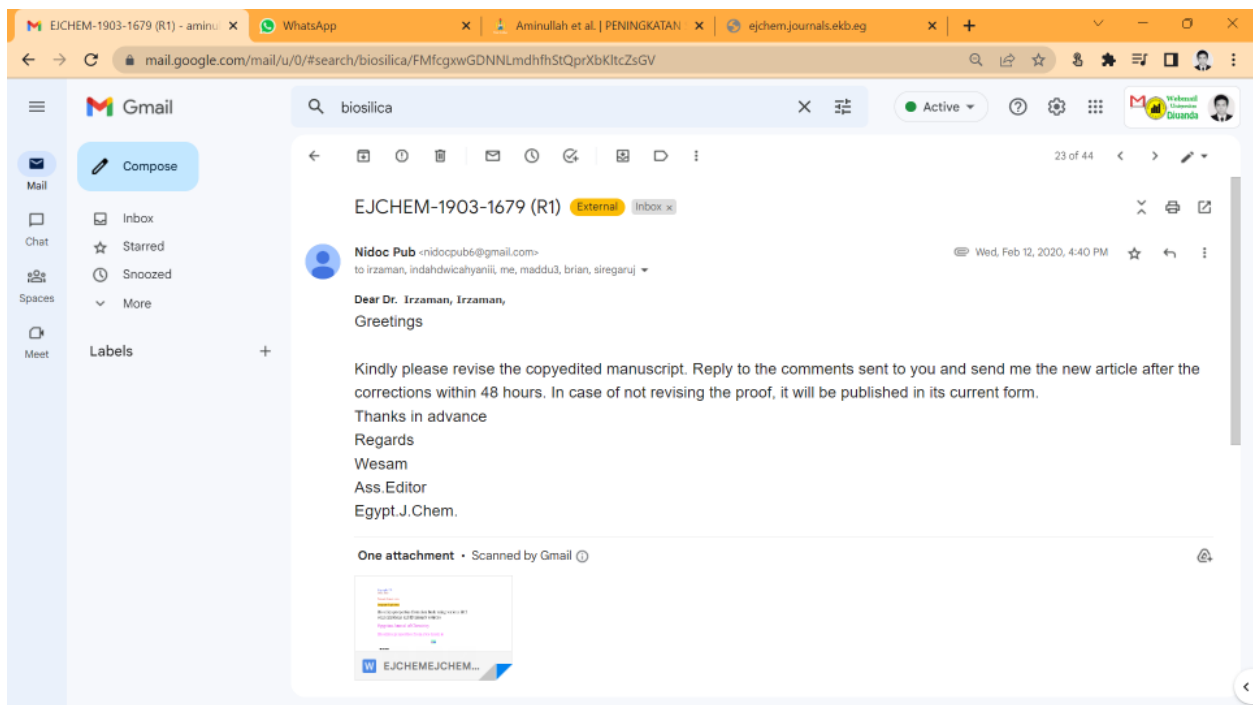 EJCHEM-1903-1679 (R1) - aminul
WhatsApp
Aminullah et al. | PENINGKATAN
ejchem.journals.ekb.eg
mail.google.com/mail/u/0/#search/biosilica/FMfcgxwGDNNLmdhfhStQprXbKltcZsGV
Gmail
biosilica
Active
Webmail
Universitas
Djuanda
Mail
Compose
23 of 44
Chat
Inbox
EJCHEM-1903-1679 (R1) External Inbox x
Starred
Spaces
Snoozed
Nidoc Pub <nidocpub6@gmail.com>
Wed, Feb 12, 2020, 4:40 PM
to irzaman, indahdwicahyaniii, me, maddu3, brian, siregaruj
More
Meet
Labels +
Dear Dr. Irzaman, Irzaman,
Greetings
Kindly please revise the copyedited manuscript. Reply to the comments sent to you and send me the new article after the
corrections within 48 hours. In case of not revising the proof, it will be published in its current form.
Thanks in advance
Regards
Wesam
Ass.Editor
Egypt.J.Chem.
One attachment • Scanned by Gmail
W EJCHEMEJCHEM...